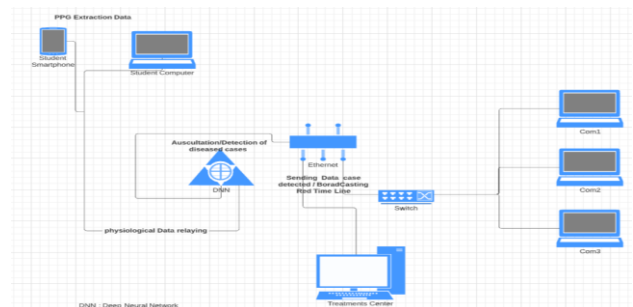 PPG Extraction Data
Student
Smartphone
Student Computer
Auscultation/Detection of
diseased cases
DNN
Ethernet
Sending Data case
detected / BoradCasting
Rel Time Line
Switch
Com1
Com2
Com3
physiological Data relaying
Treatments Center
DNN : Deep Neural Network